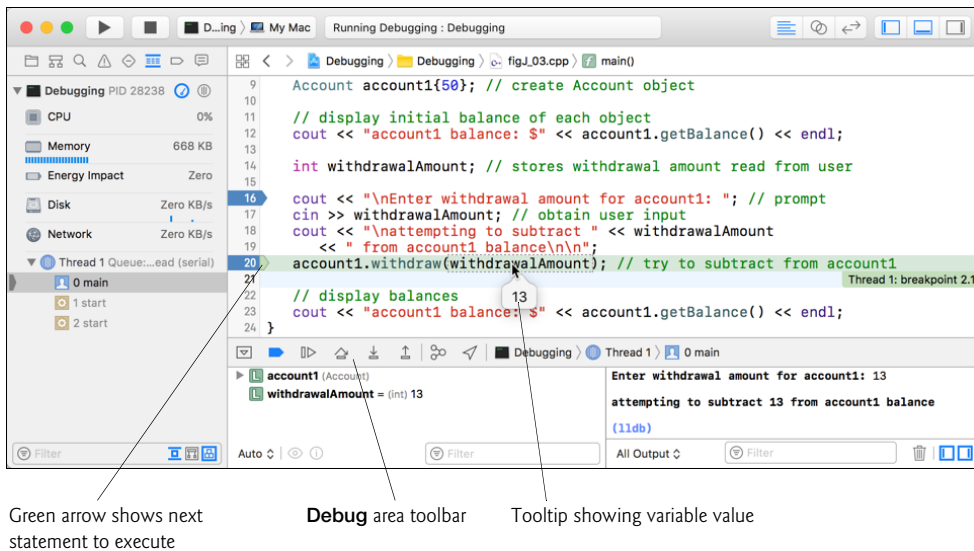 D...ing 〉 My Mac Running Debugging : Debugging
Debugging 〉 Debugging 〉 figJ_03.cpp 〉 main()
Debugging PID 28238
CPU 0%
Memory 668 KB
Energy Impact Zero
Disk Zero KB/s
Network Zero KB/s
Thread 1 Queue:...ead (serial)
0 main
1 start
2 start
Filter
9 Account account1{50}; // create Account object
10
11 // display initial balance of each object
12 cout << "account1 balance: $" << account1.getBalance() << endl;
13
14 int withdrawalAmount; // stores withdrawal amount read from user
15
16 cout << "\nEnter withdrawal amount for account1: "; // prompt
17 cin >> withdrawalAmount; // obtain user input
18 cout << "\nattempting to subtract " << withdrawalAmount
19 << " from account1 balance\n\n";
20 account1.withdraw(withdrawalAmount); // try to subtract from account1
21 Thread 1: breakpoint 2.1
22 // display balances
13
23 cout << "account1 balance: $" << account1.getBalance() << endl;
24 }
Debugging 〉 Thread 1 〉 0 main
L account1 (Account)
L withdrawalAmount = (int) 13
Auto Filter
Enter withdrawal amount for account1: 13
attempting to subtract 13 from account1 balance
(lldb)
All Output Filter
Green arrow shows next
statement to execute
Debug area toolbar
Tooltip showing variable value